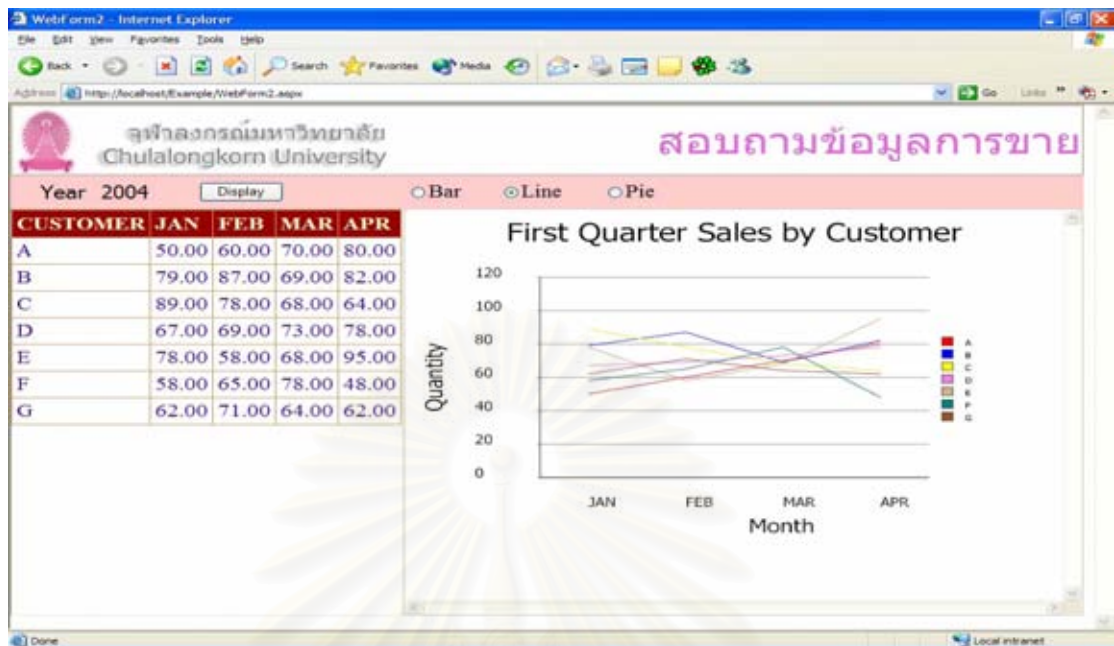 WebForm2 - Internet Explorer
File Edit View Favorites Tools Help
Back Search Favorites Media
Address http://localhost/Example/WebForm2.aspx Go Links »
จุฬาลงกรณ์มหาวิทยาลัย
Chulalongkorn University
สอบถามข้อมูลการขาย
Year 2004 Display Bar Line Pie
CUSTOMER JAN FEB MAR APR
A 50.00 60.00 70.00 80.00
B 79.00 87.00 69.00 82.00
C 89.00 78.00 68.00 64.00
D 67.00 69.00 73.00 78.00
E 78.00 58.00 68.00 95.00
F 58.00 65.00 78.00 48.00
G 62.00 71.00 64.00 62.00
First Quarter Sales by Customer
Quantity
120
100
80
60
40
20
0
JAN FEB MAR APR
Month
A
B
C
D
E
F
G
Done Local intranet